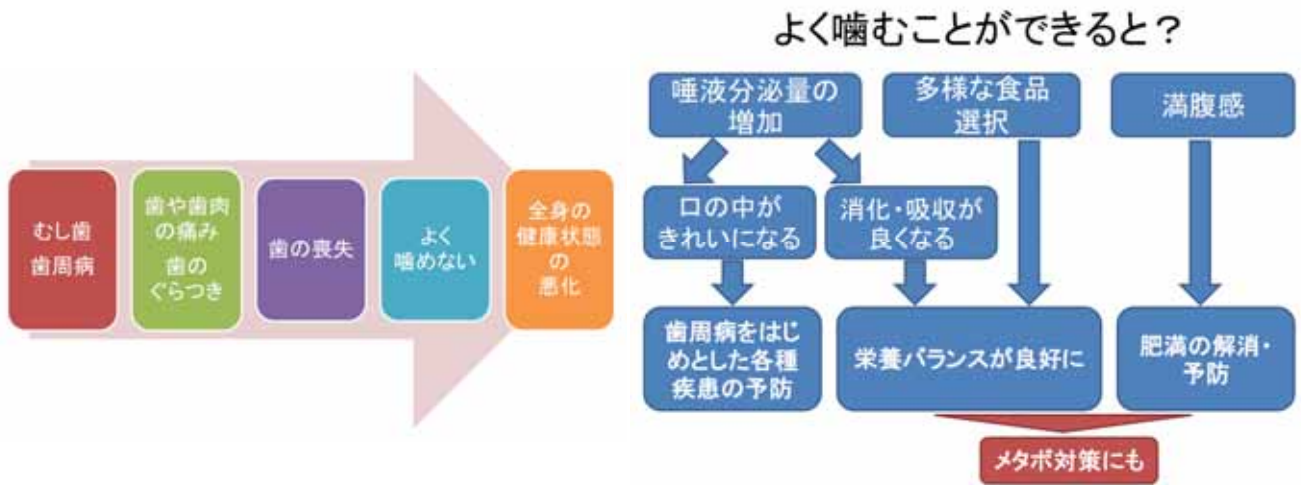 むし歯
歯周病
歯や歯肉
の痛み
歯の
ぐらつき
歯の喪失
よく
噛めない
全身の
健康状態
の
悪化
よく噛むことができると？
唾液分泌量の
増加
多様な食品
選択
満腹感
口の中が
きれいになる
消化・吸収が
良くなる
歯周病をはじ
めとした各種
疾患の予防
栄養バランスが良好に
肥満の解消・
予防
メタボ対策にも